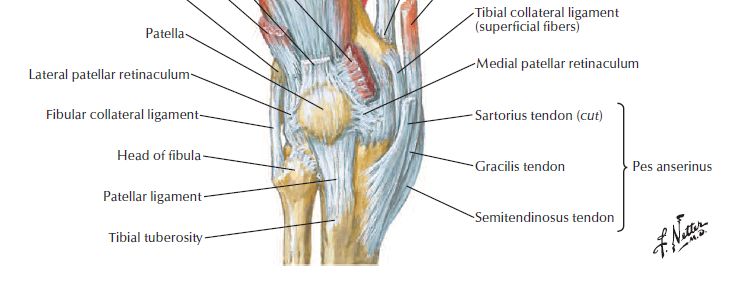 Tibial collateral ligament
(superficial fibers)
Patella
Medial patellar retinaculum
Lateral patellar retinaculum
Fibular collateral ligament
Sartorius tendon (cut)
Head of fibula
Gracilis tendon
Pes anserinus
Patellar ligament
Semitendinosus tendon
Tibial tuberosity
f. Netter
M.D.